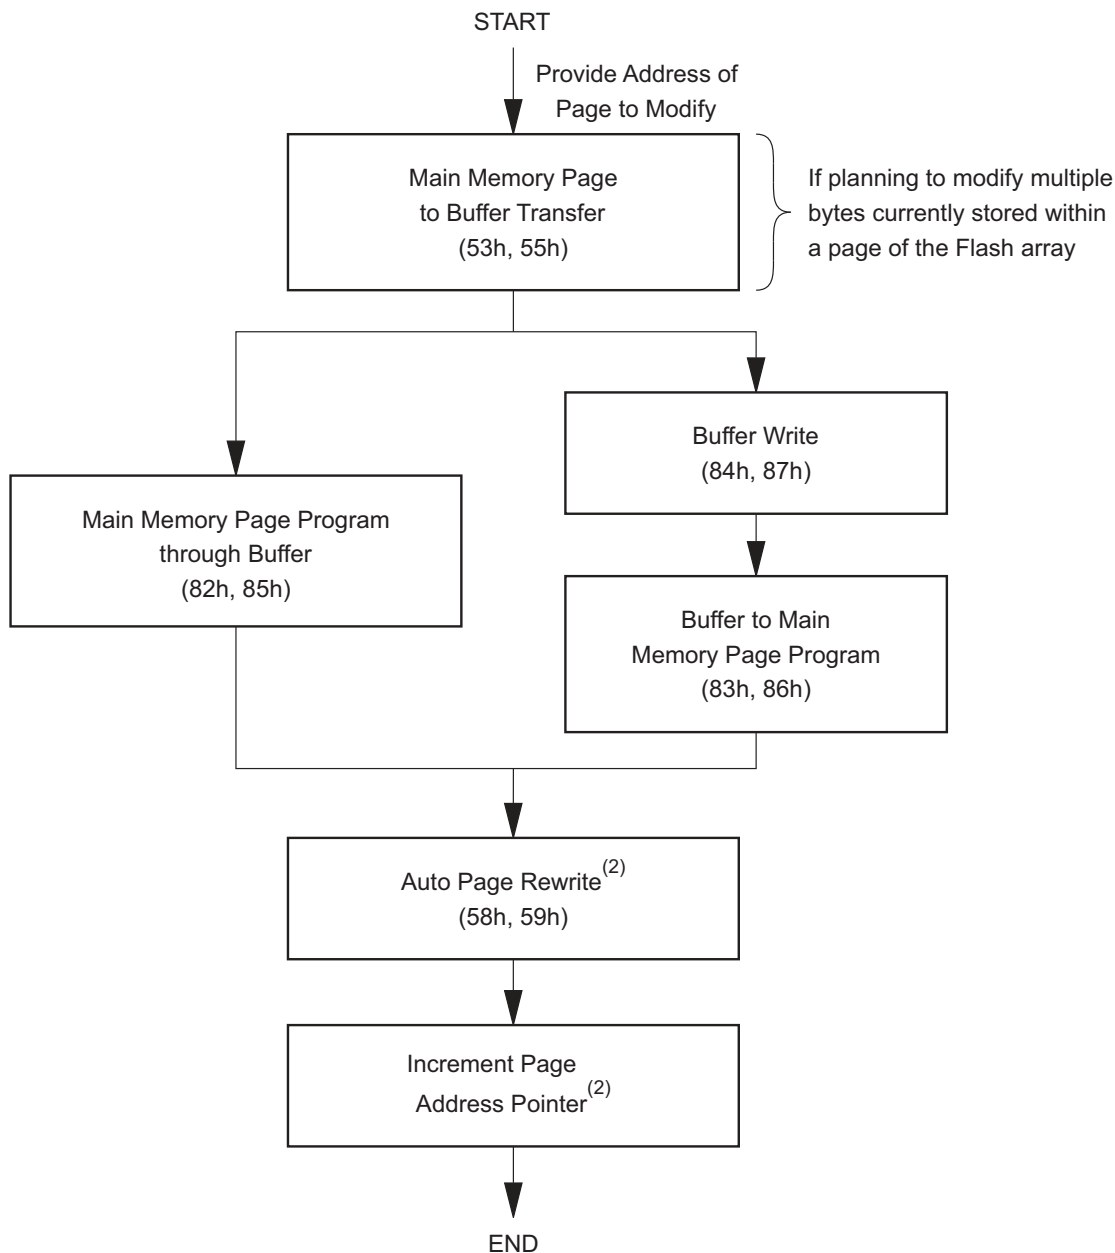 START
Provide Address of
Page to Modify
Main Memory Page
to Buffer Transfer
(53h, 55h)
If planning to modify multiple
bytes currently stored within
a page of the Flash array
Buffer Write
(84h, 87h)
Main Memory Page Program
through Buffer
(82h, 85h)
Buffer to Main
Memory Page Program
(83h, 86h)
Auto Page Rewrite(2)
(58h, 59h)
Increment Page
Address Pointer(2)
END